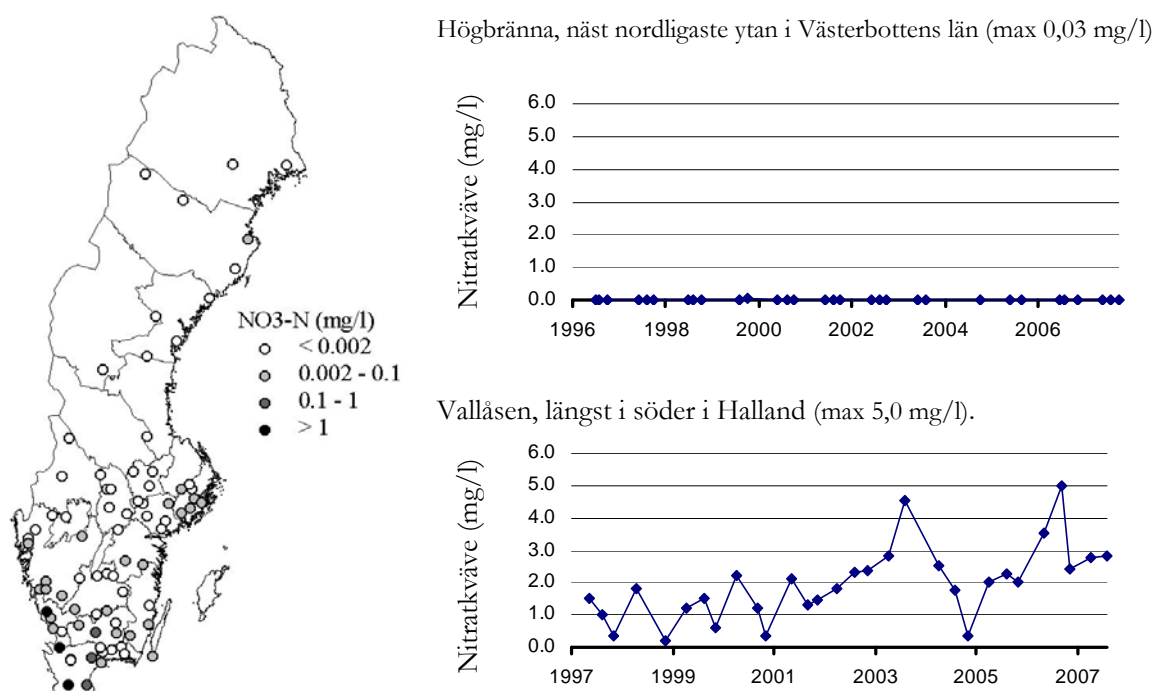 Högbränna, näst nordligaste ytan i Västerbottens län (max 0,03 mg/l)
Nitratkväve (mg/l)
6.0
5.0
4.0
3.0
2.0
1.0
0.0
1996 1998 2000 2002 2004 2006
NO3-N (mg/l)
< 0.002
0.002 - 0.1
0.1 - 1
> 1
Vallåsen, längst i söder i Halland (max 5,0 mg/l).
Nitratkväve (mg/l)
6.0
5.0
4.0
3.0
2.0
1.0
0.0
1997 1999 2001 2003 2005 2007